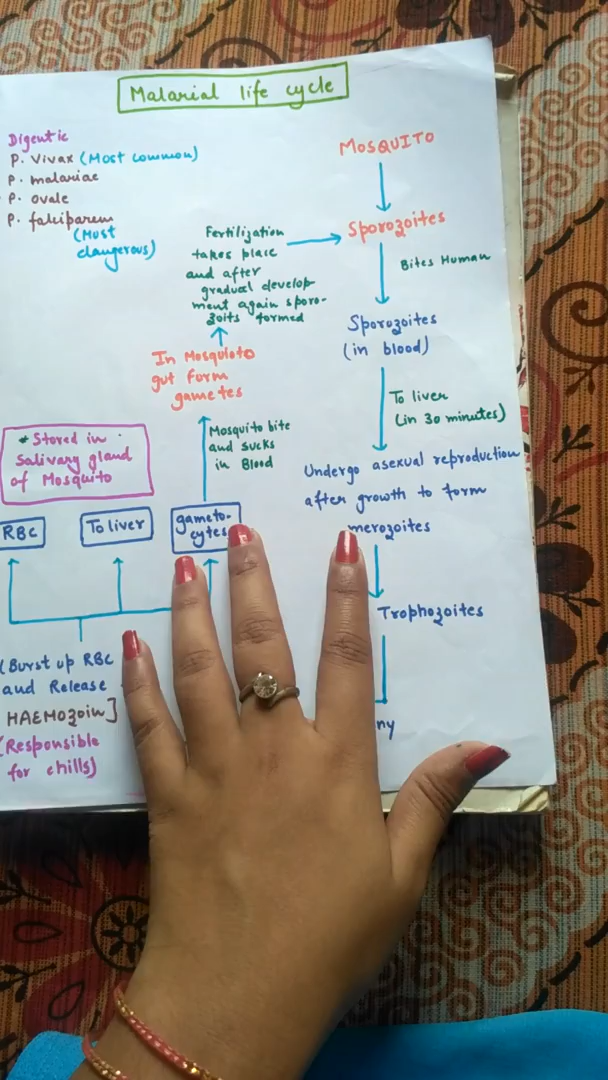 Malarial life cycle
Digentic
P. Vivax (Most common)
P. malariae
P. ovale
P. falciparem
(Most
dangerous)
MOSQUITO
Sporozoites
Bites Human
Sporozoites
(in blood)
To liver
(in 30 minutes)
Undergo asexual reproduction
after growth to form
merozoites
Trophozoites
ny
Fertilization
takes place
and after
gradual develop-
ment again sporo-
zoits formed
In Mosquioto
gut form
gametes
Mosquito bite
and sucks
in Blood
* Stored in
Salivary gland
of Mosquito
RBC
To liver
gameto-
cytes
(Burst up RBC
and Release
HAEMOzoin]
[Responsible
for chills)